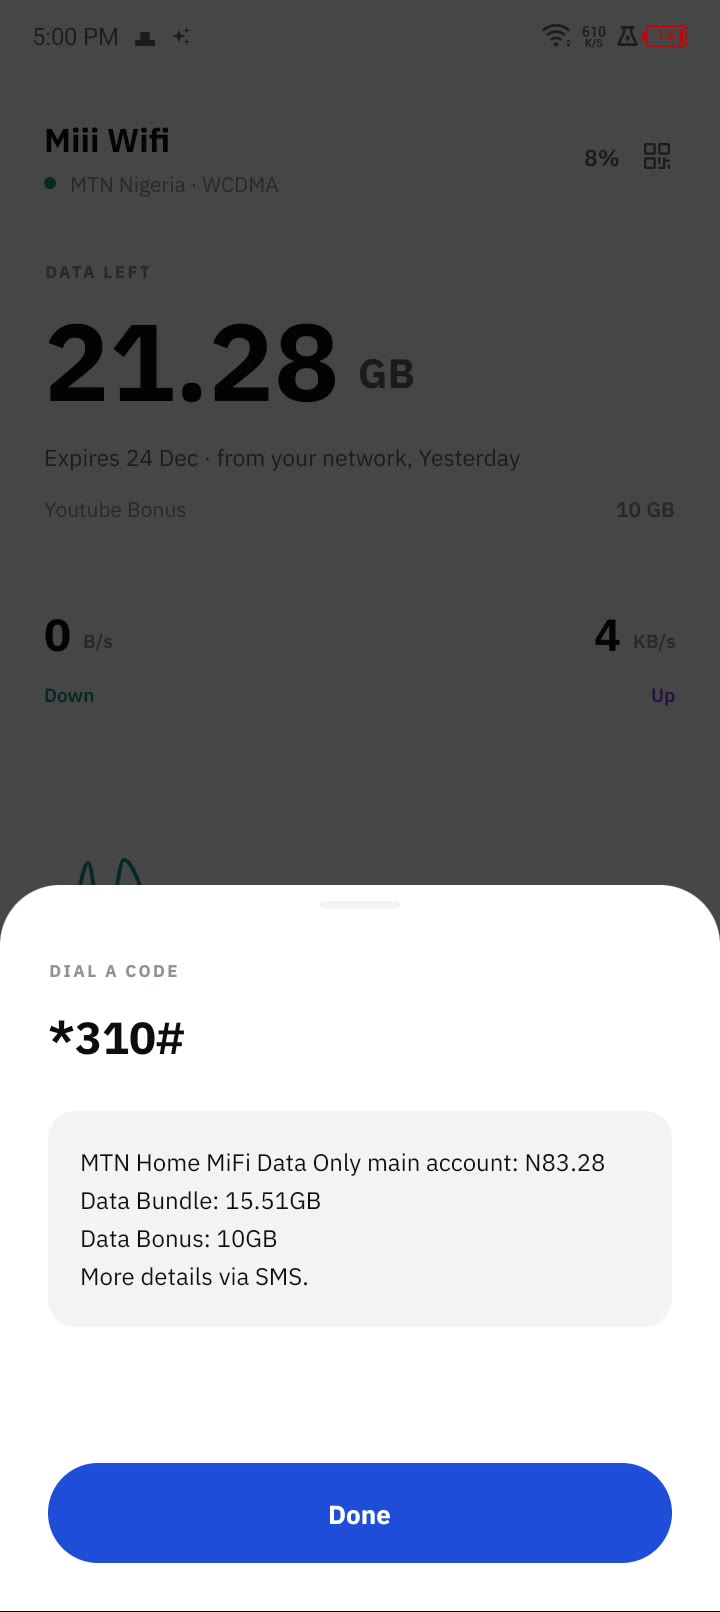 5:00 PM
610
K/S
14
Miii Wifi
8%
MTN Nigeria · WCDMA
DATA LEFT
21.28 GB
Expires 24 Dec · from your network, Yesterday
Youtube Bonus 10 GB
0 B/s 4 KB/s
Down Up
DIAL A CODE
*310#
MTN Home MiFi Data Only main account: N83.28
Data Bundle: 15.51GB
Data Bonus: 10GB
More details via SMS.
Done